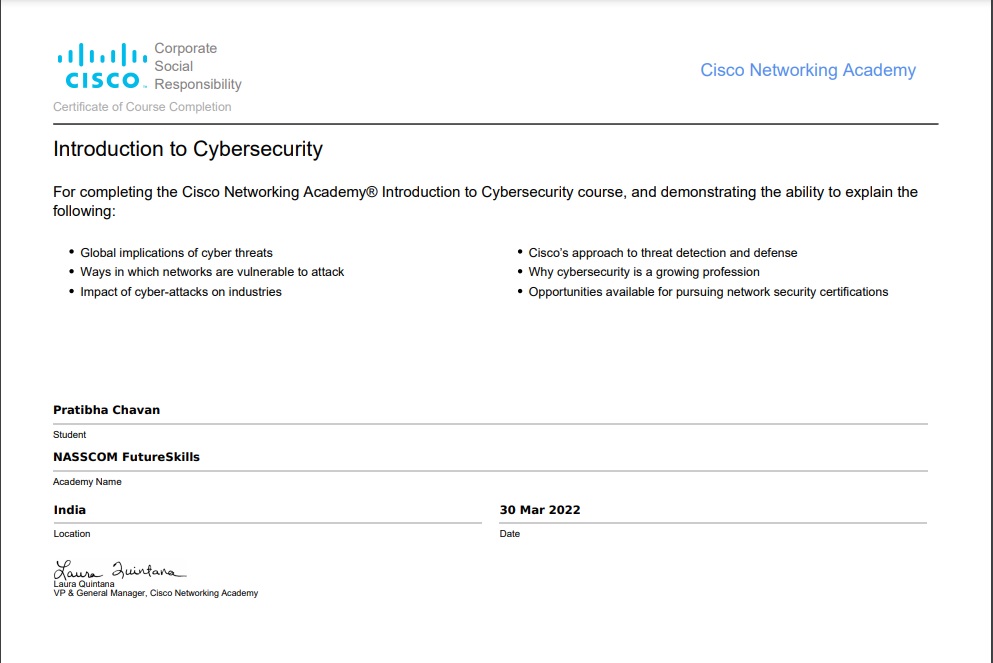 Corporate
Social
CISCO™ Responsibility
Cisco Networking Academy
Certificate of Course Completion
Introduction to Cybersecurity
For completing the Cisco Networking Academy® Introduction to Cybersecurity course, and demonstrating the ability to explain the
following:
• Global implications of cyber threats
• Ways in which networks are vulnerable to attack
• Impact of cyber-attacks on industries
• Cisco's approach to threat detection and defense
• Why cybersecurity is a growing profession
• Opportunities available for pursuing network security certifications
Pratibha Chavan
Student
NASSCOM FutureSkills
Academy Name
India
Location
30 Mar 2022
Date
Laura Quintana
Laura Quintana
VP & General Manager, Cisco Networking Academy